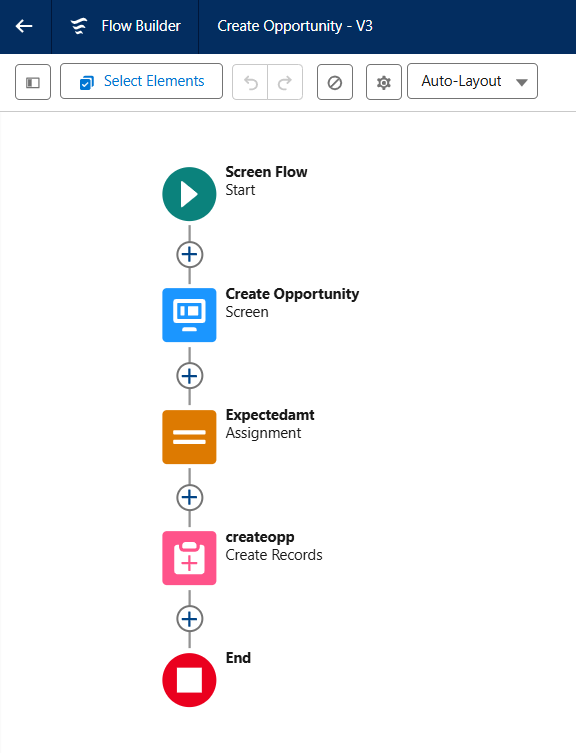 Flow Builder
Create Opportunity - V3
Select Elements
Auto-Layout
Screen Flow
Start
Create Opportunity
Screen
Expectedamt
Assignment
createopp
Create Records
End